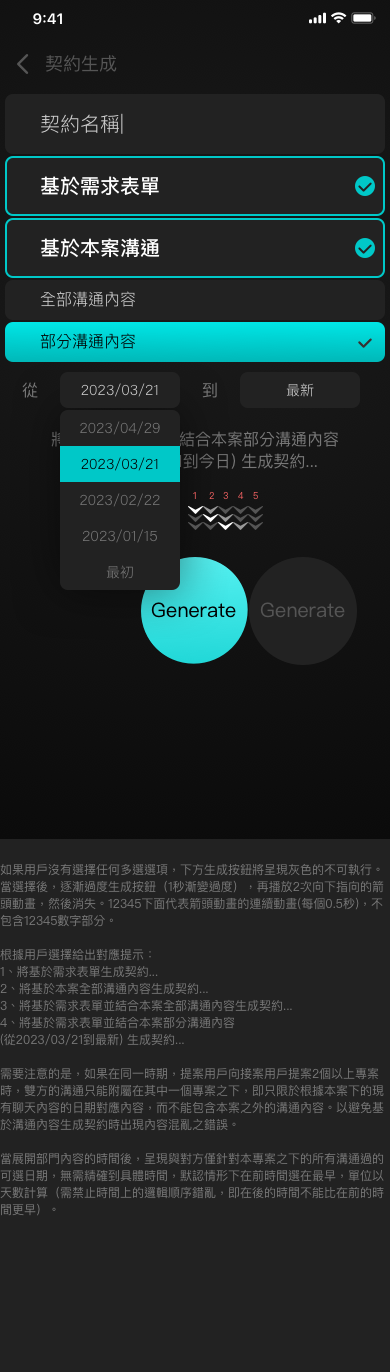 9:41
契約生成
契約名稱
基於需求表單
基於本案溝通
全部溝通內容
部分溝通內容
從
2023/03/21
到
最新
2023/04/29
2023/03/21
2023/02/22
2023/01/15
最初
結合本案部分溝通內容
到今日) 生成契約...
1 2 3 4 5
Generate
Generate
如果用戶沒有選擇任何多選選項，下方生成按鈕將呈現灰色的不可執行。
當選擇後，逐漸過度生成按鈕（1秒漸變過度），再播放2次向下指向的箭
頭動畫，然後消失。12345下面代表箭頭動畫的連續動畫(每個0.5秒)，不
包含12345數字部分。
根據用戶選擇給出對應提示：
1、將基於需求表單生成契約...
2、將基於本案全部溝通內容生成契約...
3、將基於需求表單並結合本案全部溝通內容生成契約...
4、將基於需求表單並結合本案部分溝通內容
(從2023/03/21到最新) 生成契約...
需要注意的是，如果在同一時期，提案用戶向接案用戶提案2個以上專案
時，雙方的溝通只能附屬在其中一個專案之下，即只限於根據本案下的現
有聊天內容的日期對應內容，而不能包含本案之外的溝通內容。以避免基
於溝通內容生成契約時出現內容混亂之錯誤。
當展開部門內容的時間後，呈現與對方僅針對本專案之下的所有溝通過的
可選日期，無需精確到具體時間，默認情形下在前時間選在最早，單位以
天數計算（需禁止時間上的邏輯順序錯亂，即在後的時間不能比在前的時
間更早）。